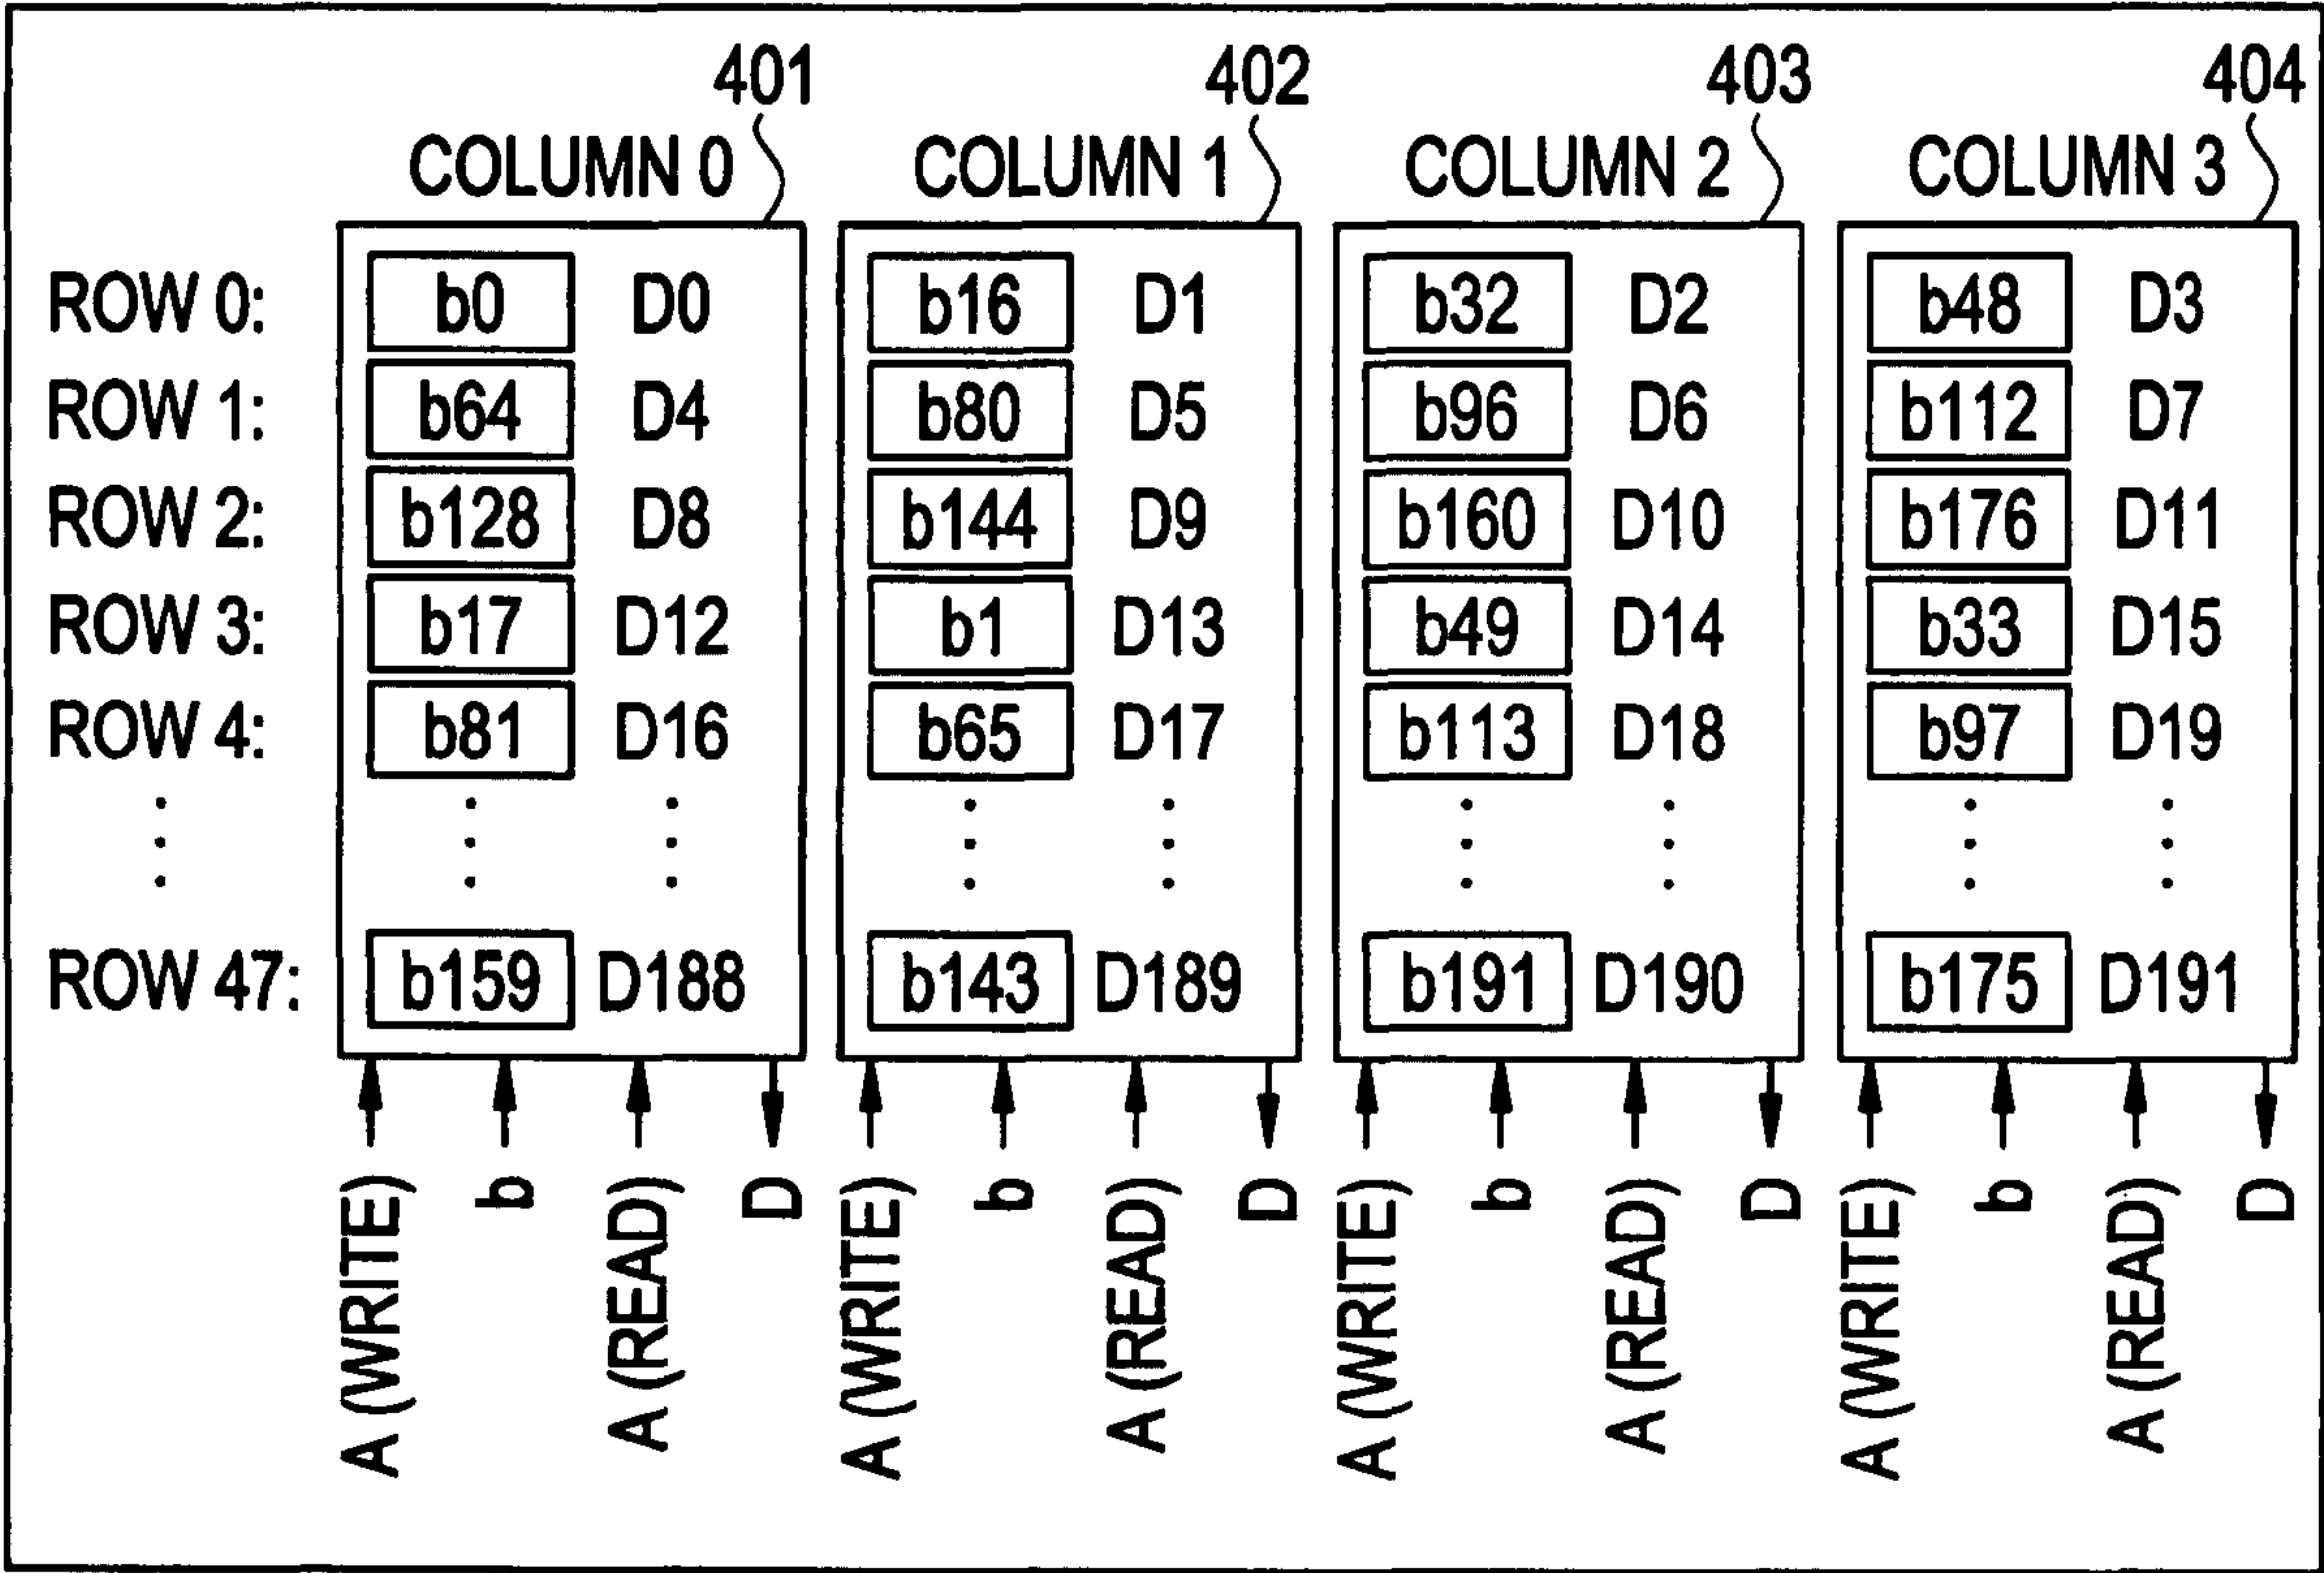 401 402 403 404
COLUMN 0 COLUMN 1 COLUMN 2 COLUMN 3
ROW 0: b0 D0 b16 D1 b32 D2 b48 D3
ROW 1: b64 D4 b80 D5 b96 D6 b112 D7
ROW 2: b128 D8 b144 D9 b160 D10 b176 D11
ROW 3: b17 D12 b1 D13 b49 D14 b33 D15
ROW 4: b81 D16 b65 D17 b113 D18 b97 D19
ROW 47: b159 D188 b143 D189 b191 D190 b175 D191
A (WRITE) b A (READ) D A (WRITE) b A (READ) D A (WRITE) b A (READ) D A (WRITE) b A (READ) D